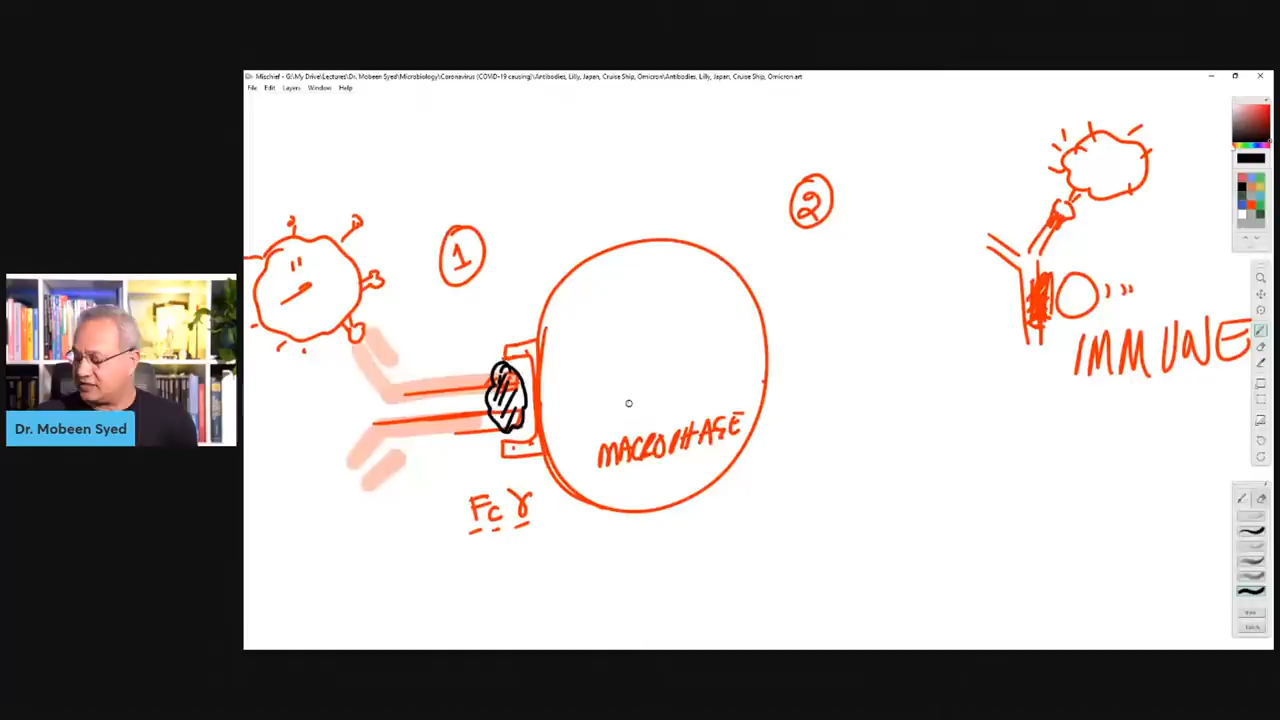 Mischief - G:\My Drive\Lectures\Dr. Mobeen Syed\Microbiology\Coronavirus (COVID-19 causing)\Antibodies, Lilly, Japan, Cruise Ship, Omicron\Antibodies, Lilly, Japan, Cruise Ship, Omicron art
File Edit Layers Window Help
2
1
IMMUNE
Dr. Mobeen Syed
MACROPHAGE
Fc γ